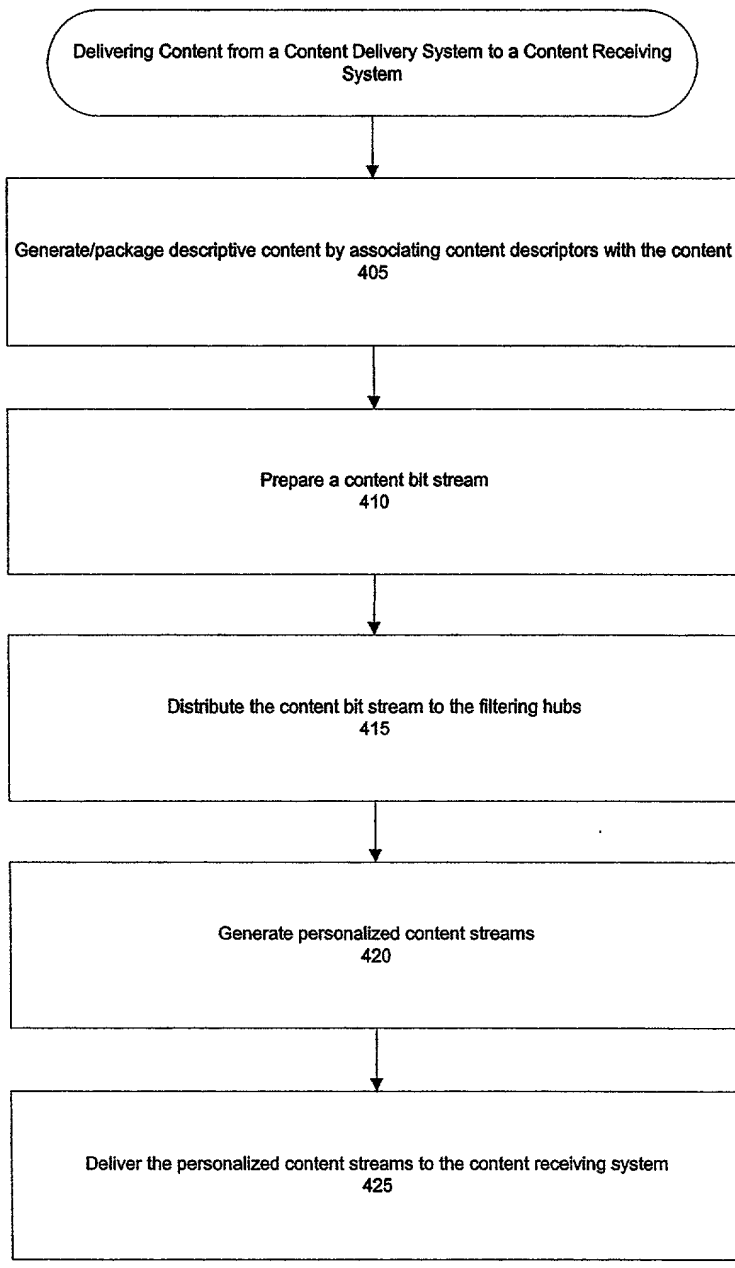 Delivering Content from a Content Delivery System to a Content Receiving
System
Generate/package descriptive content by associating content descriptors with the content
405
Prepare a content bit stream
410
Distribute the content bit stream to the filtering hubs
415
Generate personalized content streams
420
Deliver the personalized content streams to the content receiving system
425